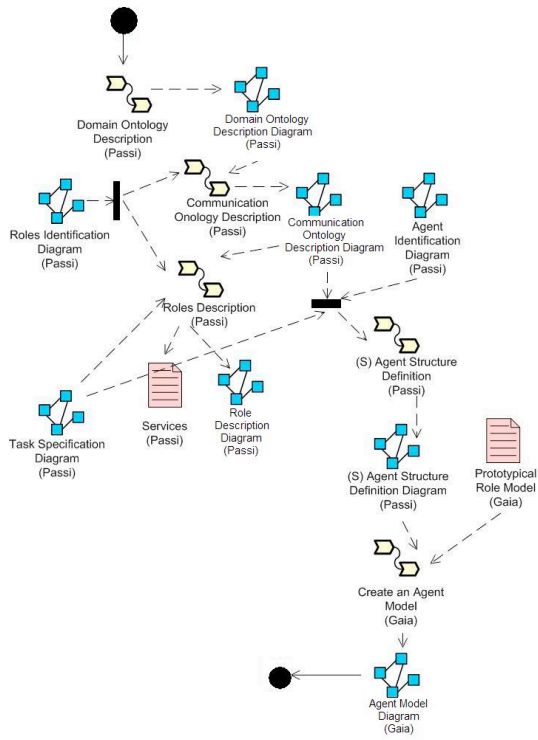 Domain Ontology
Description
(Passi)
Domain Ontology
Description Diagram
(Passi)
Roles Identification
Diagram
(Passi)
Communication
Onology Description
(Passi)
Communication
Ontology
Description Diagram
(Passi)
Agent
Identification
Diagram
(Passi)
Roles Description
(Passi)
(S) Agent Structure
Definition
(Passi)
Task Specification
Diagram
(Passi)
Services
(Passi)
Role
Description
Diagram
(Passi)
(S) Agent Structure
Definition Diagram
(Passi)
Prototypical
Role Model
(Gaia)
Create an Agent
Model
(Gaia)
Agent Model
Diagram
(Gaia)